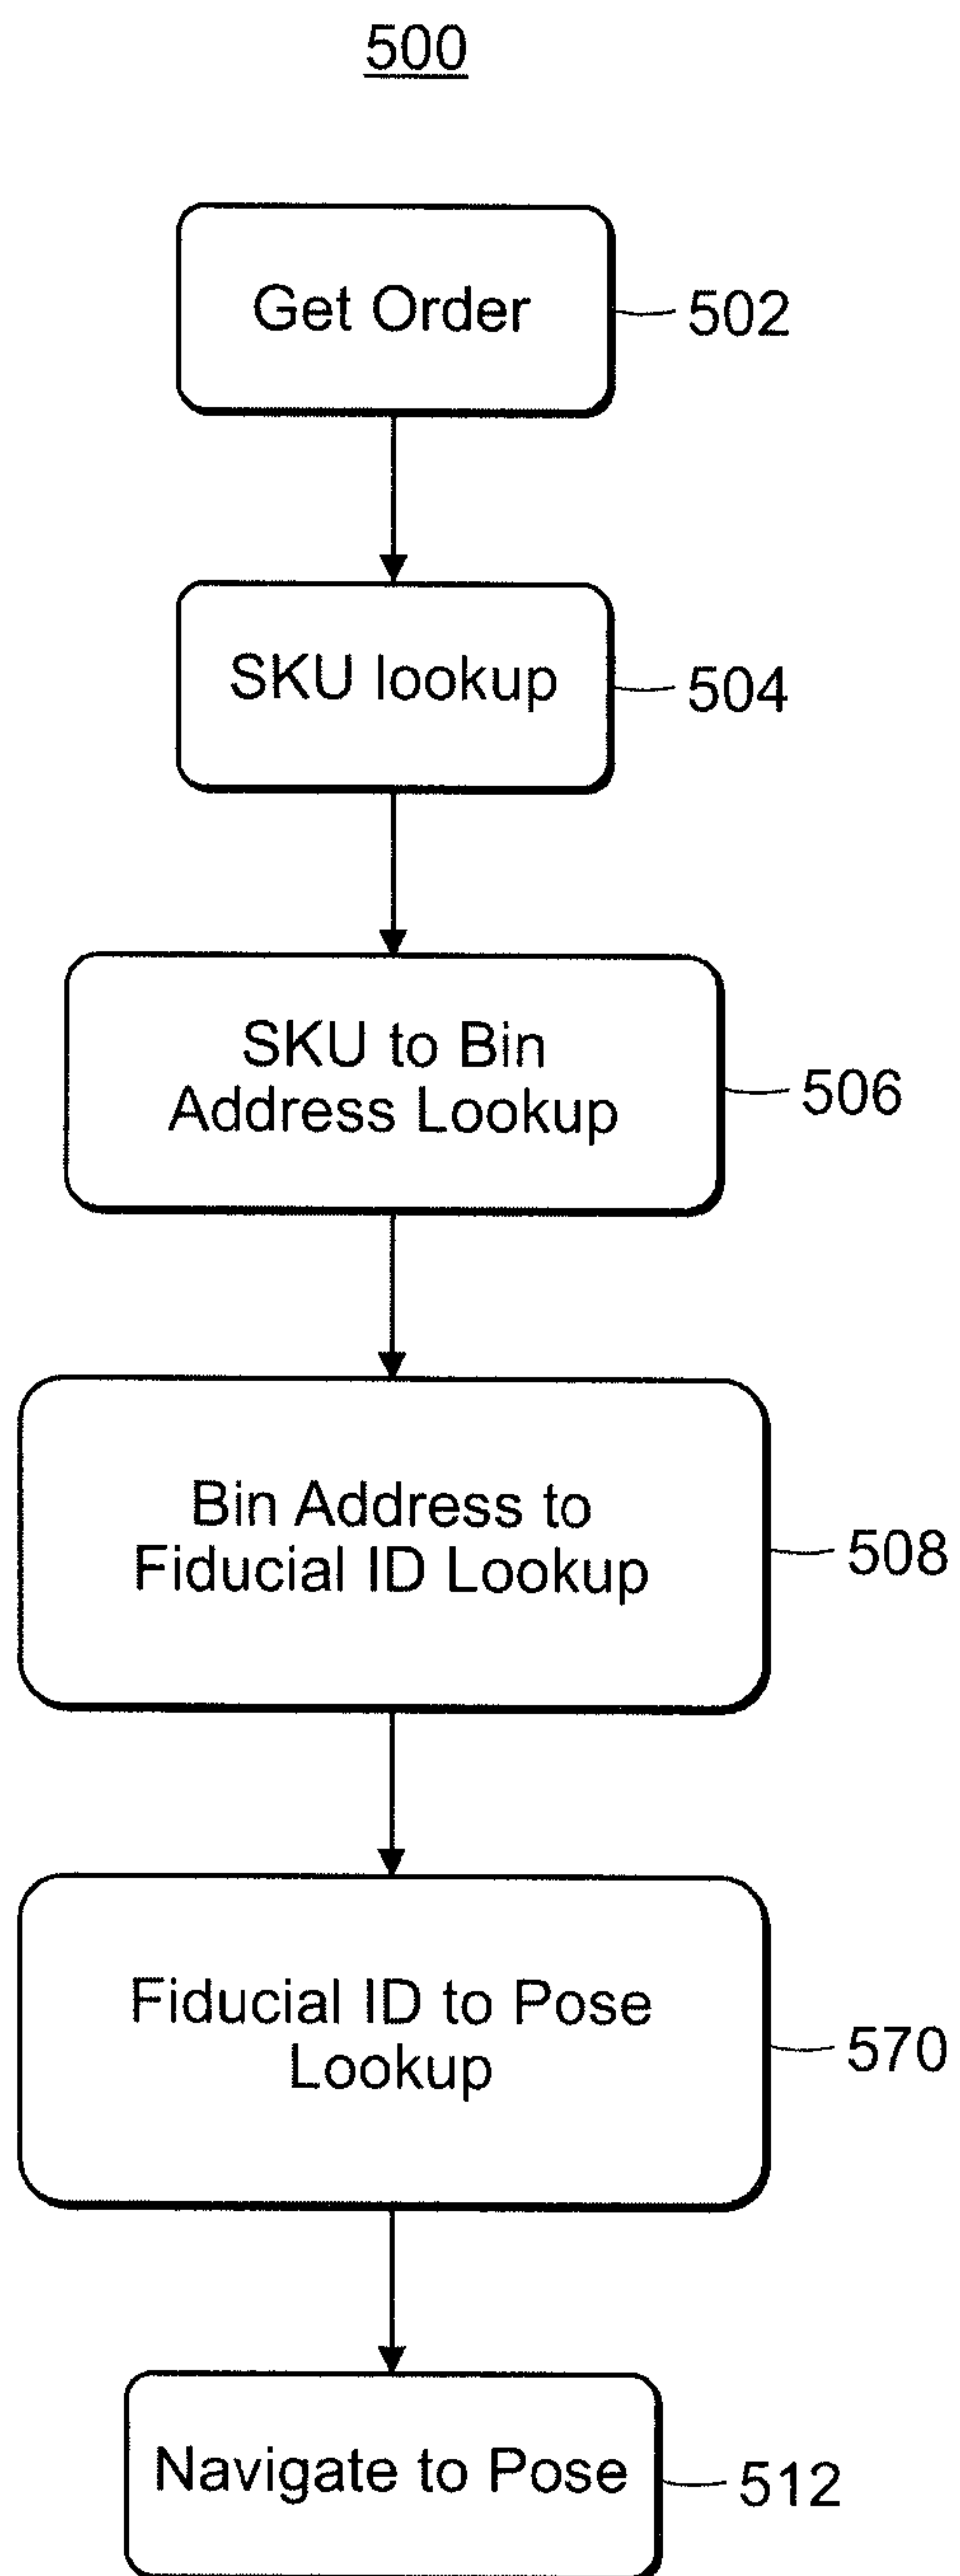 500
Get Order
502
SKU lookup
504
SKU to Bin
Address Lookup
506
Bin Address to
Fiducial ID Lookup
508
Fiducial ID to Pose
Lookup
570
Navigate to Pose
512